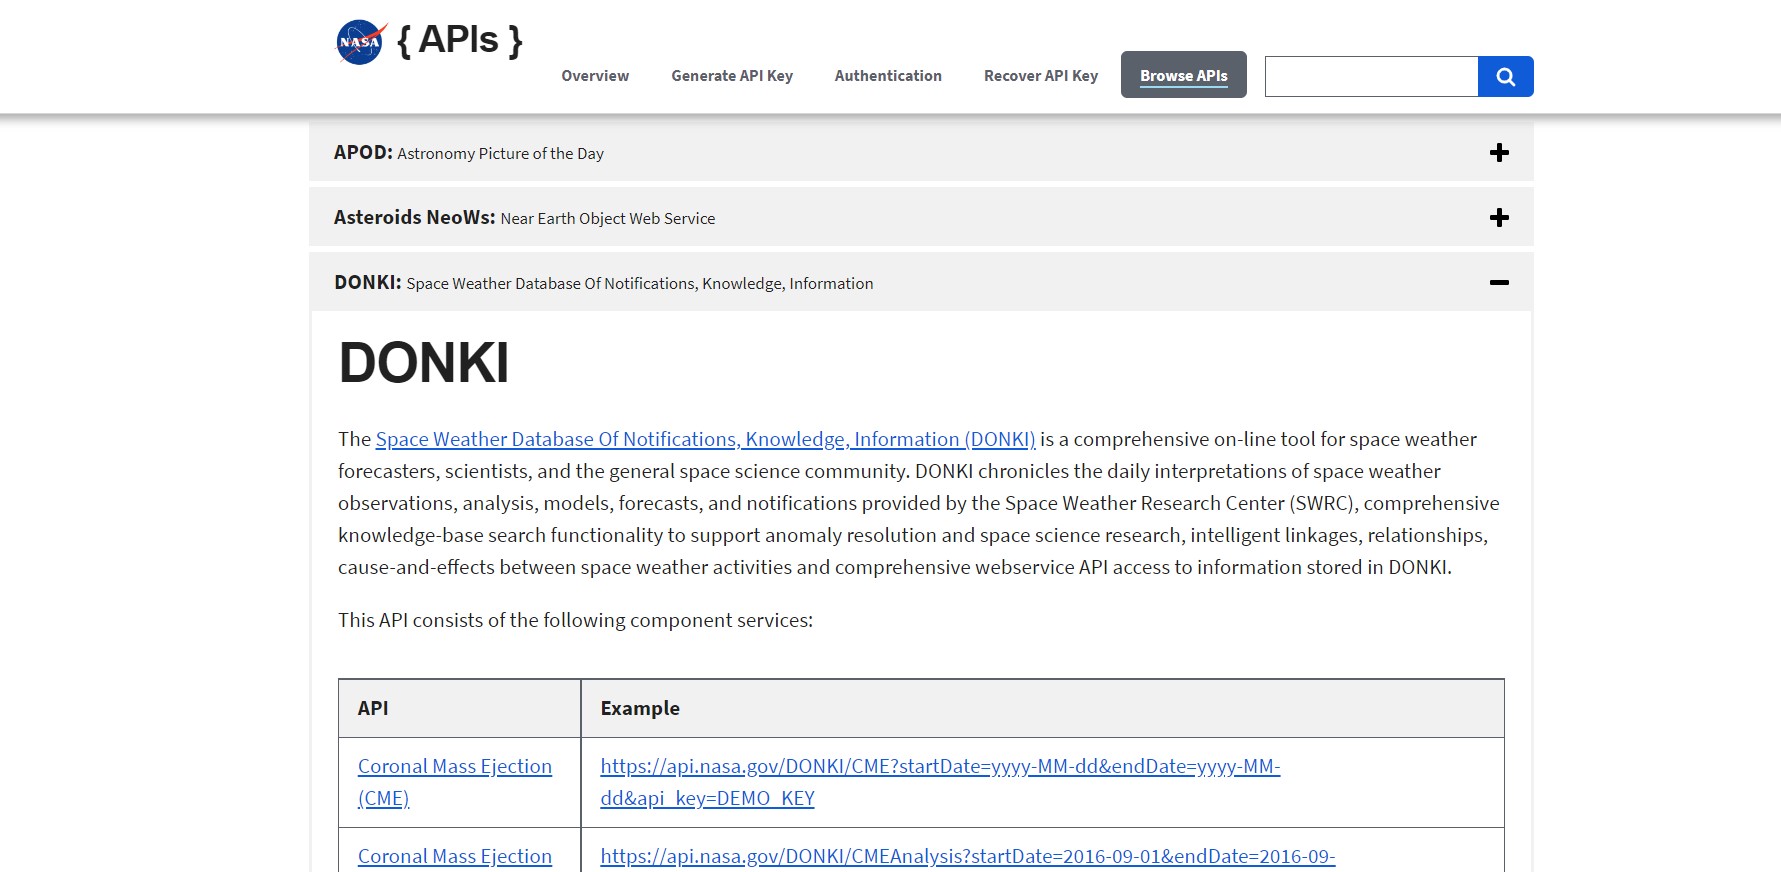 NASA { APIs }
Overview Generate API Key Authentication Recover API Key Browse APIs
APOD: Astronomy Picture of the Day
Asteroids NeoWs: Near Earth Object Web Service
DONKI: Space Weather Database Of Notifications, Knowledge, Information
DONKI
The Space Weather Database Of Notifications, Knowledge, Information (DONKI) is a comprehensive on-line tool for space weather
forecasters, scientists, and the general space science community. DONKI chronicles the daily interpretations of space weather
observations, analysis, models, forecasts, and notifications provided by the Space Weather Research Center (SWRC), comprehensive
knowledge-base search functionality to support anomaly resolution and space science research, intelligent linkages, relationships,
cause-and-effects between space weather activities and comprehensive webservice API access to information stored in DONKI.
This API consists of the following component services:
API Example
Coronal Mass Ejection https://api.nasa.gov/DONKI/CME?startDate=yyyy-MM-dd&endDate=yyyy-MM-
(CME) dd&api_key=DEMO_KEY
Coronal Mass Ejection https://api.nasa.gov/DONKI/CMEAnalysis?startDate=2016-09-01&endDate=2016-09-